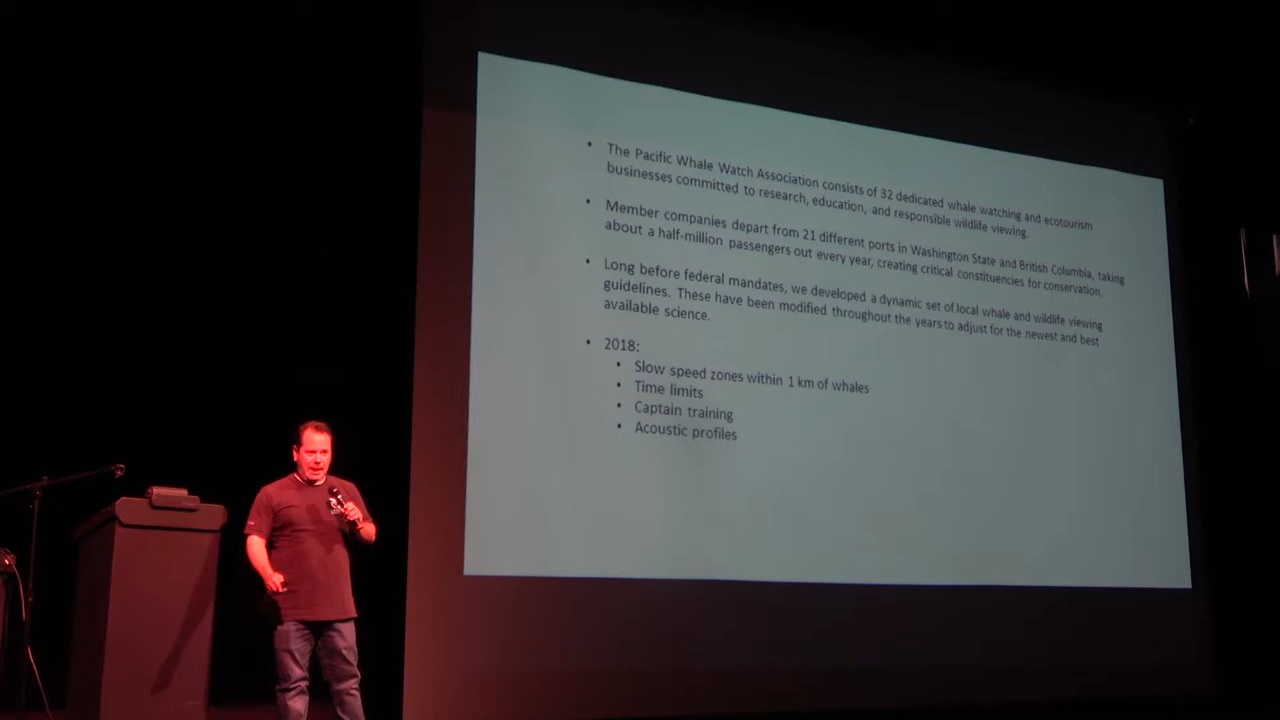 • The Pacific Whale Watch Association consists of 32 dedicated whale watching and ecotourism
businesses committed to research, education, and responsible wildlife viewing.
• Member companies depart from 21 different ports in Washington State and British Columbia, taking
about a half-million passengers out every year, creating critical constituencies for conservation.
• Long before federal mandates, we developed a dynamic set of local whale and wildlife viewing
guidelines. These have been modified throughout the years to adjust for the newest and best
available science.
• 2018:
• Slow speed zones within 1 km of whales
• Time limits
• Captain training
• Acoustic profiles